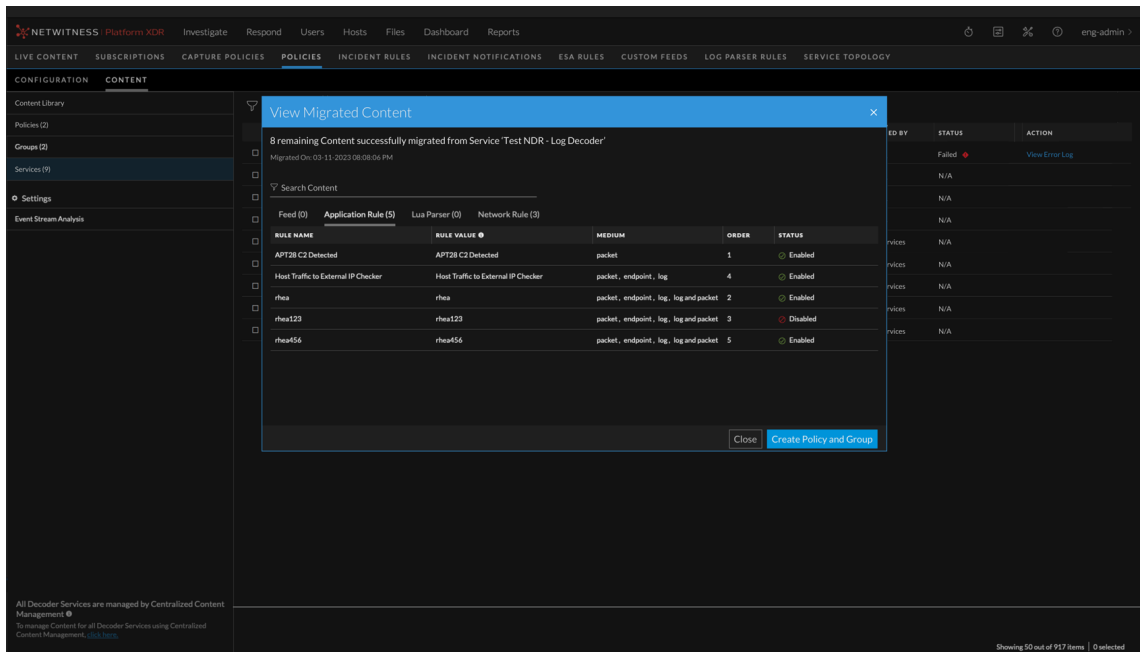 NETWITNESS Platform XDR Investigate Respond Users Hosts Files Dashboard Reports eng-admin
LIVE CONTENT SUBSCRIPTIONS CAPTURE POLICIES POLICIES INCIDENT RULES INCIDENT NOTIFICATIONS ESA RULES CUSTOM FEEDS LOG PARSER RULES SERVICE TOPOLOGY
CONFIGURATION CONTENT
Content Library
Policies (2)
Groups (2)
Services (9)
Settings
Event Stream Analysis
All Decoder Services are managed by Centralized Content
Management
To manage Content for all Decoder Services using Centralized
Content Management, click here.
View Migrated Content
8 remaining Content successfully migrated from Service 'Test NDR - Log Decoder'
Migrated On: 03-11-2023 08:08:06 PM
Search Content
Feed (0) Application Rule (5) Lua Parser (0) Network Rule (3)
RULE NAME RULE VALUE MEDIUM ORDER STATUS
APT28 C2 Detected APT28 C2 Detected packet 1 Enabled
Host Traffic to External IP Checker Host Traffic to External IP Checker packet , endpoint , log 4 Enabled
rhea rhea packet , endpoint , log , log and packet 2 Enabled
rhea123 rhea123 packet , endpoint , log , log and packet 3 Disabled
rhea456 rhea456 packet , endpoint , log , log and packet 5 Enabled
Close Create Policy and Group
ED BY STATUS ACTION
Failed View Error Log
N/A
N/A
N/A
rvices N/A
rvices N/A
rvices N/A
rvices N/A
rvices N/A
Showing 50 out of 917 items | 0 selected